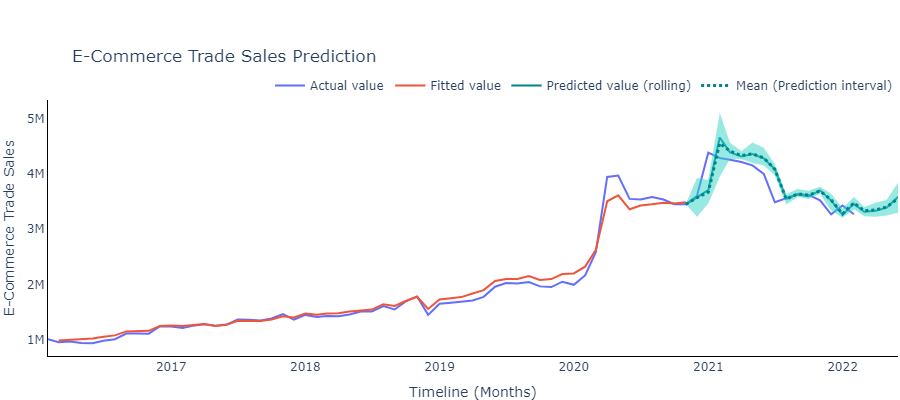 E-Commerce Trade Sales Prediction
Actual value Fitted value Predicted value (rolling) Mean (Prediction interval)
5M
4M
3M
2M
1M
E-Commerce Trade Sales
2017 2018 2019 2020 2021 2022
Timeline (Months)